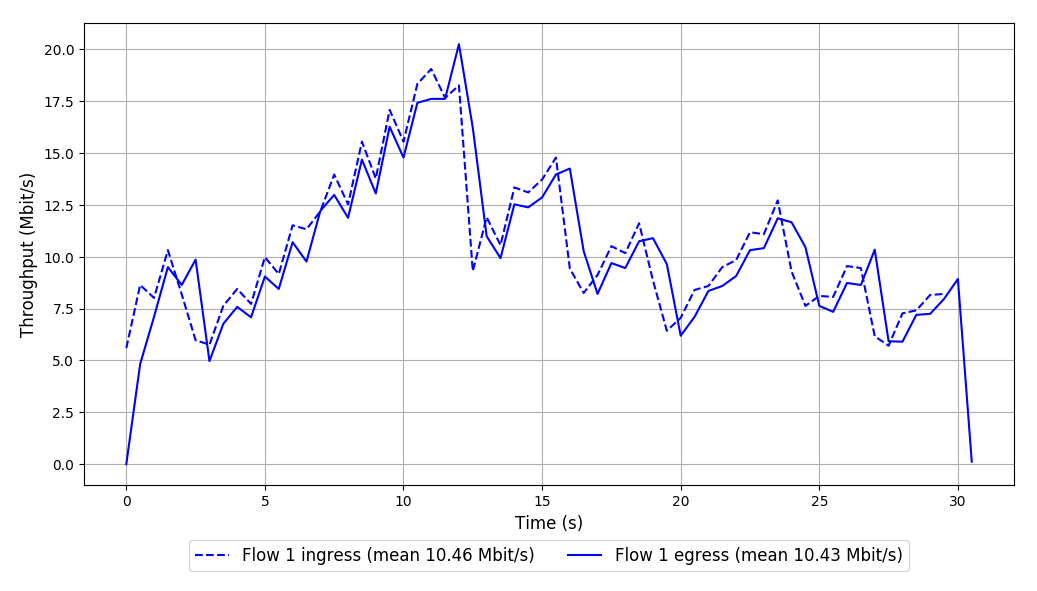 20.0
17.5
15.0
12.5
10.0
7.5
5.0
2.5
0.0
Throughput (Mbit/s)
0 5 10 15 20 25 30
Time (s)
Flow 1 ingress (mean 10.46 Mbit/s) Flow 1 egress (mean 10.43 Mbit/s)